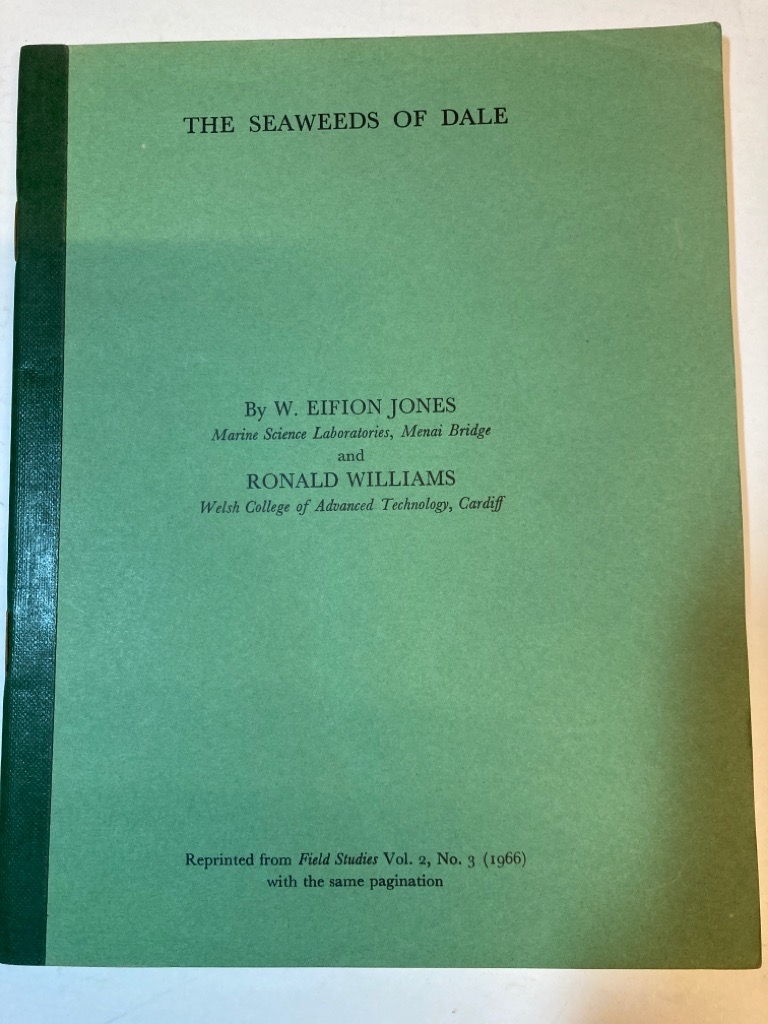 THE SEAWEEDS OF DALE
By W. EIFION JONES
Marine Science Laboratories, Menai Bridge
and
RONALD WILLIAMS
Welsh College of Advanced Technology, Cardiff
Reprinted from Field Studies Vol. 2, No. 3 (1966)
with the same pagination